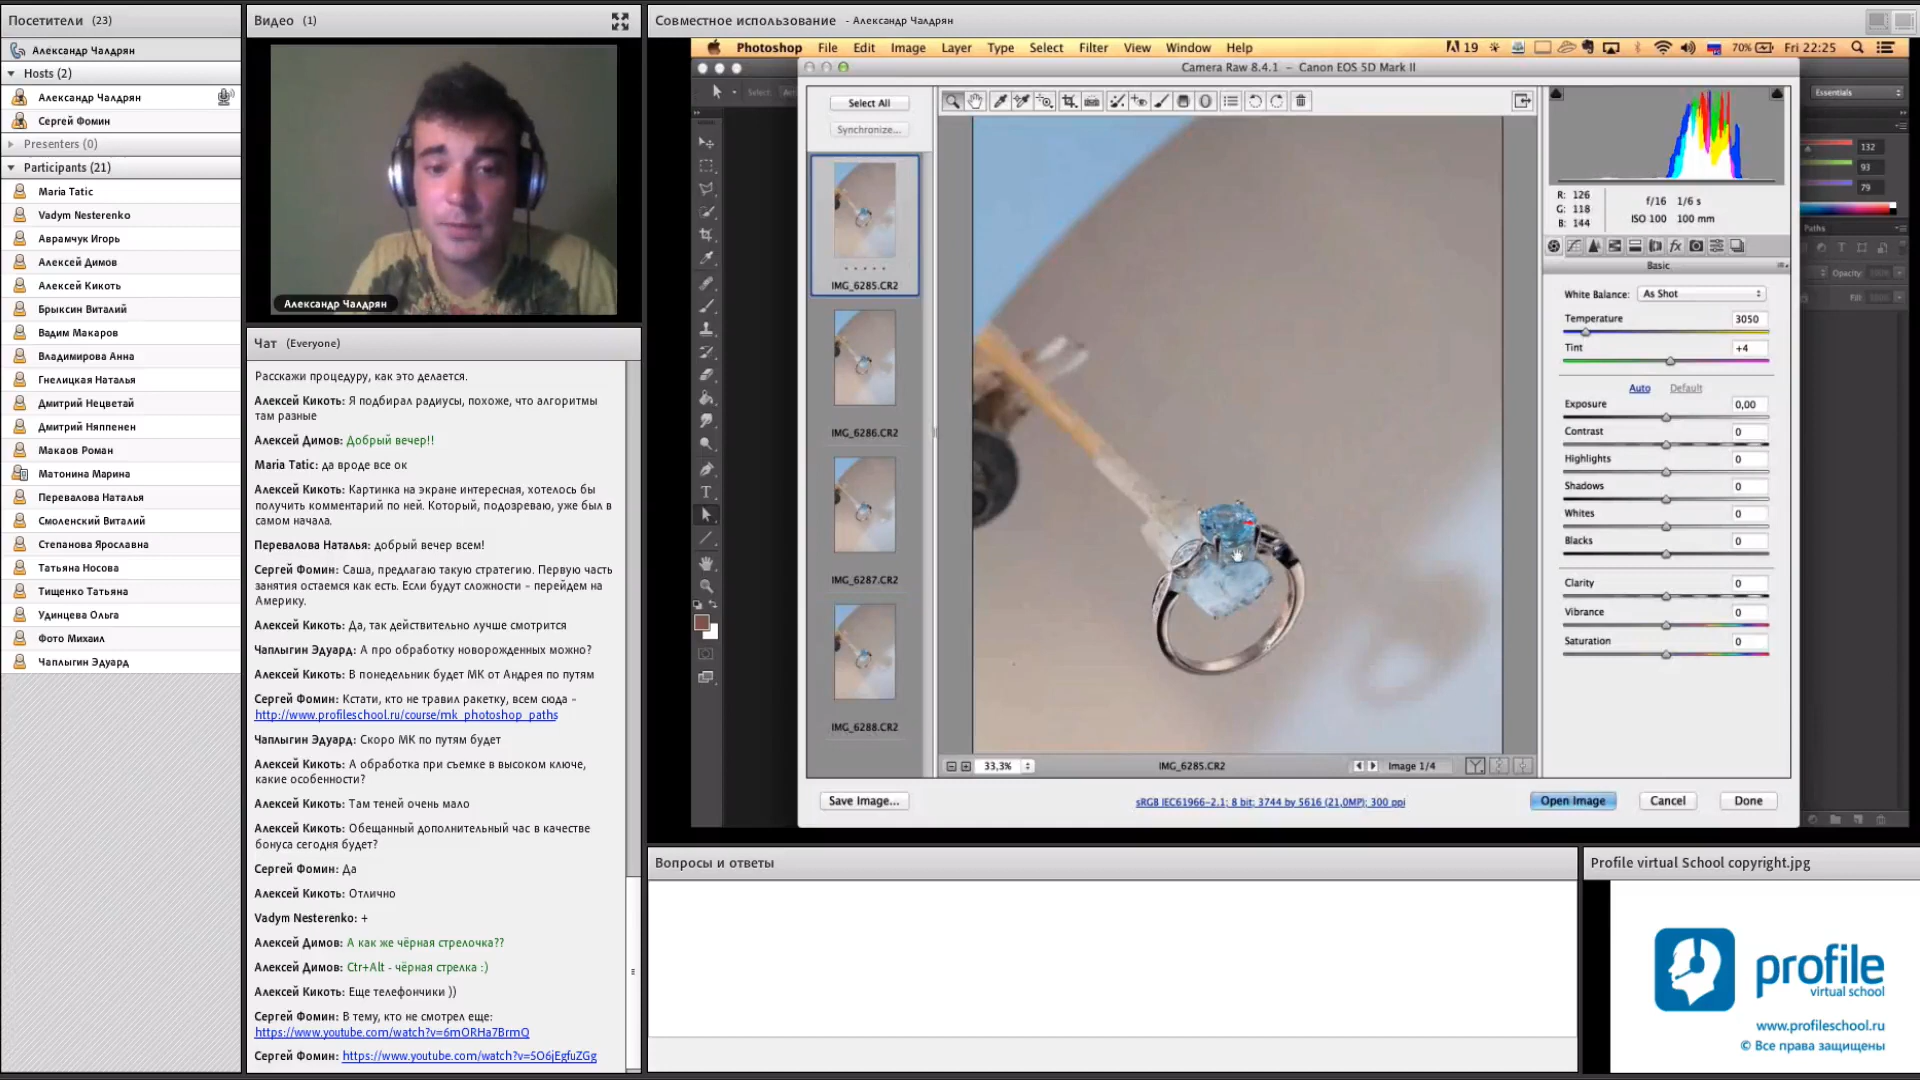 Посетители (23)
Александр Чалдрян
Hosts (2)
Александр Чалдрян
Сергей Фомин
Presenters (0)
Participants (21)
Maria Tatic
Vadym Nesterenko
Аврамчук Игорь
Алексей Димов
Алексей Кикоть
Брыксин Виталий
Вадим Макаров
Владимирова Анна
Гнелицкая Наталья
Дмитрий Нецветай
Дмитрий Няппенен
Макаов Роман
Матонина Марина
Перевалова Наталья
Смоленский Виталий
Степанова Ярославна
Татьяна Носова
Тищенко Татьяна
Удинцева Ольга
Фото Михаил
Чаплыгин Эдуард
Видео (1)
Александр Чалдрян
Чат (Everyone)
Расскажи процедуру, как это делается.
Алексей Кикоть: Я подбирал радиусы, похоже, что алгоритмы
там разные
Алексей Димов: Добрый вечер!!
Maria Tatic: да вроде все ок
Алексей Кикоть: Картинка на экране интересная, хотелось бы
получить комментарий по ней. Который, подозреваю, уже был в
самом начала.
Перевалова Наталья: добрый вечер всем!
Сергей Фомин: Саша, предлагаю такую стратегию. Первую часть
занятия остаемся как есть. Если будут сложности - перейдем на
Америку.
Алексей Кикоть: Да, так действительно лучше смотрится
Чаплыгин Эдуард: А про обработку новорожденных можно?
Алексей Кикоть: В понедельник будет МК от Андрея по путям
Сергей Фомин: Кстати, кто не травил ракетку, всем сюда -
http://www.profileschool.ru/course/mk_photoshop_paths
Чаплыгин Эдуард: Скоро МК по путям будет
Алексей Кикоть: А обработка при съемке в высоком ключе,
какие особенности?
Алексей Кикоть: Там теней очень мало
Алексей Кикоть: Обещанный дополнительный час в качестве
бонуса сегодня будет?
Сергей Фомин: Да
Алексей Кикоть: Отлично
Vadym Nesterenko: +
Алексей Димов: А как же чёрная стрелочка??
Алексей Димов: Ctr+Alt - чёрная стрелка :)
Алексей Кикоть: Еще телефончики ))
Сергей Фомин: В тему, кто не смотрел еще:
https://www.youtube.com/watch?v=6mORHa7BrmQ
Сергей Фомин: https://www.youtube.com/watch?v=5O6jEgfuZGg
Совместное использование - Александр Чалдрян
Photoshop File Edit Image Layer Type Select Filter View Window Help
19 70% Fri 22:25
Camera Raw 8.4.1 – Canon EOS 5D Mark II
Select:
Essentials
Select All
Synchronize...
IMG_6285.CR2
IMG_6286.CR2
IMG_6287.CR2
IMG_6288.CR2
R: 126
G: 118
B: 144
f/16 1/6 s
ISO 100 100 mm
Basic
White Balance: As Shot
Temperature 3050
Tint +4
Auto Default
Exposure 0,00
Contrast 0
Highlights 0
Shadows 0
Whites 0
Blacks 0
Clarity 0
Vibrance 0
Saturation 0
132
93
79
Paths
Opacity:
Fill:
33,3%
IMG_6285.CR2
Image 1/4
Save Image...
sRGB IEC61966-2.1; 8 bit; 3744 by 5616 (21,0MP); 300 ppi
Open Image
Cancel
Done
Вопросы и ответы
Profile virtual School copyright.jpg
profile
virtual school
www.profileschool.ru
© Все права защищены